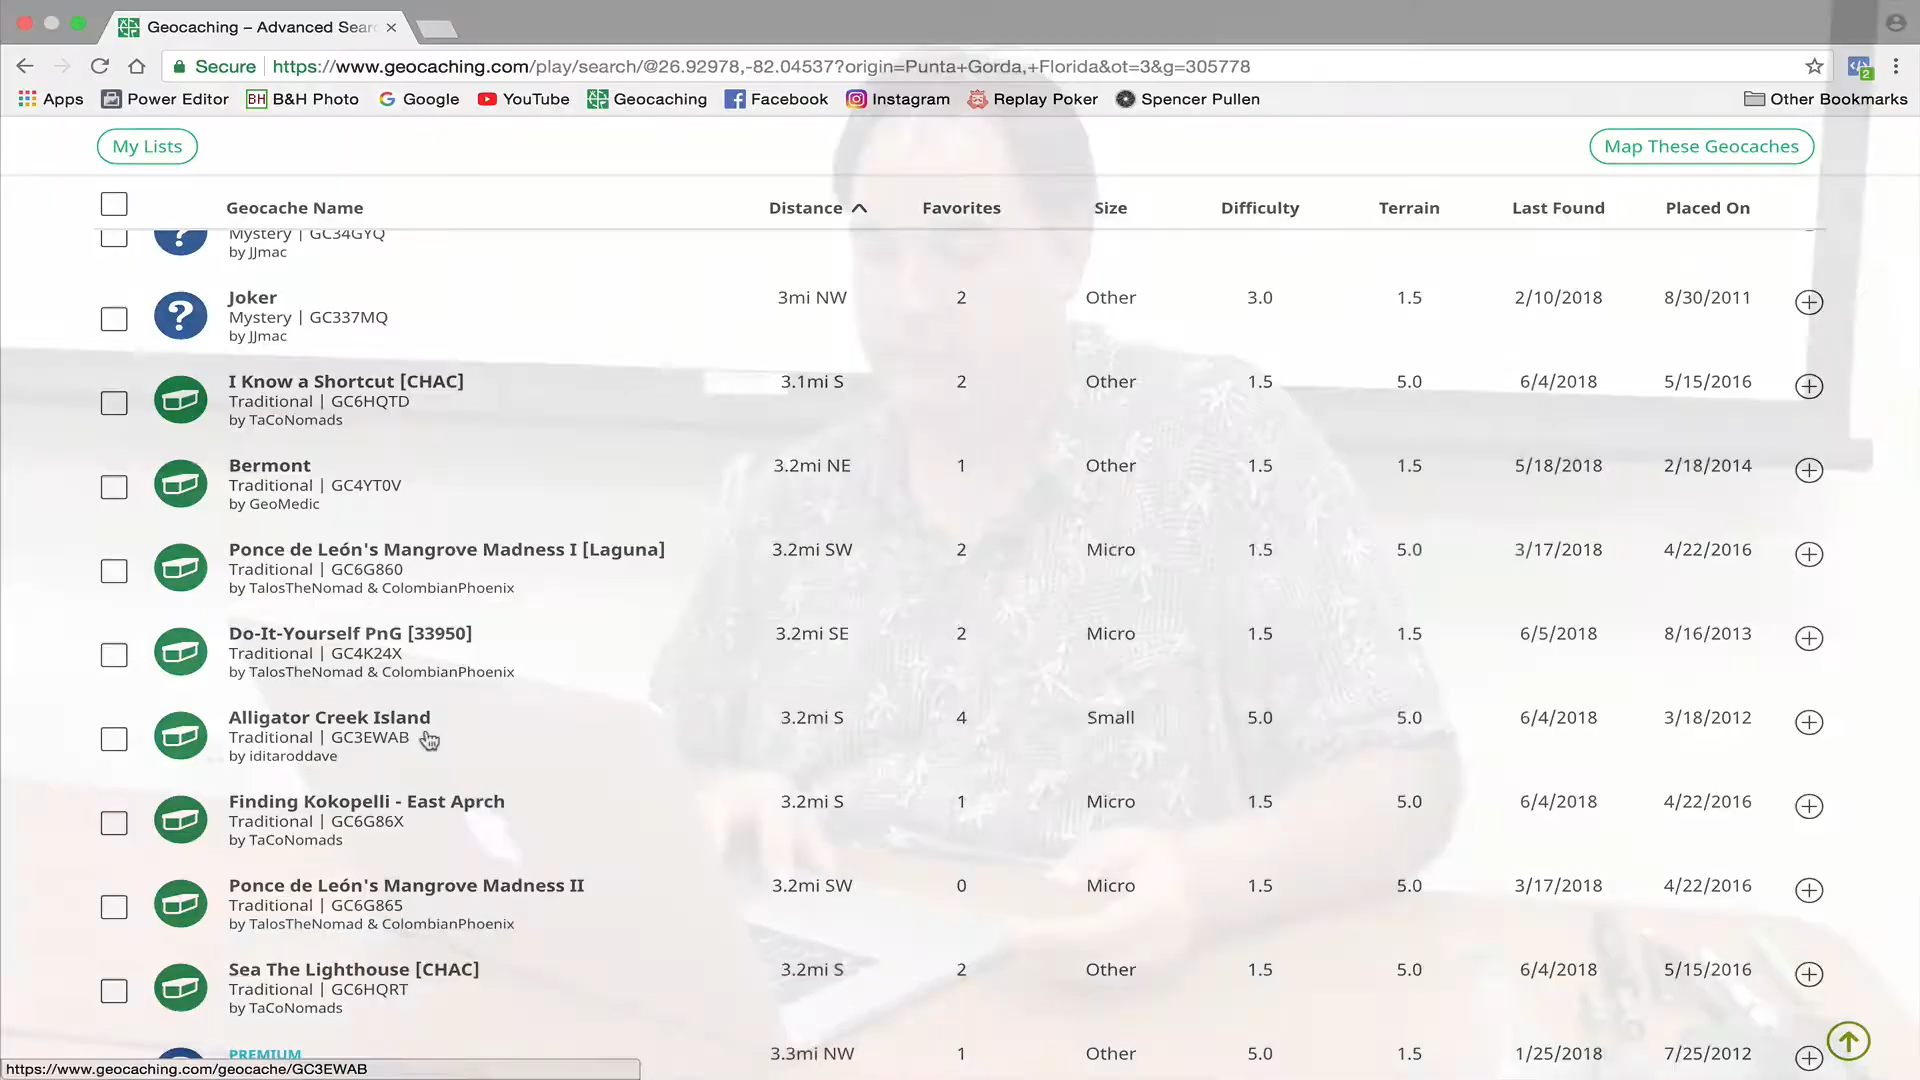 Geocaching – Advanced Sear
Secure https://www.geocaching.com/play/search/@26.92978,-82.04537?origin=Punta+Gorda,+Florida&ot=3&g=305778
Apps Power Editor B&H Photo Google YouTube Geocaching Facebook Instagram Replay Poker Spencer Pullen Other Bookmarks
My Lists Map These Geocaches
Geocache Name Distance Favorites Size Difficulty Terrain Last Found Placed On
Mystery | GC34GYQ
by JJmac
Joker 3mi NW 2 Other 3.0 1.5 2/10/2018 8/30/2011
Mystery | GC337MQ
by JJmac
I Know a Shortcut [CHAC] 3.1mi S 2 Other 1.5 5.0 6/4/2018 5/15/2016
Traditional | GC6HQTD
by TaCoNomads
Bermont 3.2mi NE 1 Other 1.5 1.5 5/18/2018 2/18/2014
Traditional | GC4YT0V
by GeoMedic
Ponce de León's Mangrove Madness I [Laguna] 3.2mi SW 2 Micro 1.5 5.0 3/17/2018 4/22/2016
Traditional | GC6G860
by TalosTheNomad & ColombianPhoenix
Do-It-Yourself PnG [33950] 3.2mi SE 2 Micro 1.5 1.5 6/5/2018 8/16/2013
Traditional | GC4K24X
by TalosTheNomad & ColombianPhoenix
Alligator Creek Island 3.2mi S 4 Small 5.0 5.0 6/4/2018 3/18/2012
Traditional | GC3EWAB
by iditaroddave
Finding Kokopelli - East Aprch 3.2mi S 1 Micro 1.5 5.0 6/4/2018 4/22/2016
Traditional | GC6G86X
by TaCoNomads
Ponce de León's Mangrove Madness II 3.2mi SW 0 Micro 1.5 5.0 3/17/2018 4/22/2016
Traditional | GC6G865
by TalosTheNomad & ColombianPhoenix
Sea The Lighthouse [CHAC] 3.2mi S 2 Other 1.5 5.0 6/4/2018 5/15/2016
Traditional | GC6HQRT
by TaCoNomads
PREMIUM 3.3mi NW 1 Other 5.0 1.5 1/25/2018 7/25/2012
https://www.geocaching.com/geocache/GC3EWAB